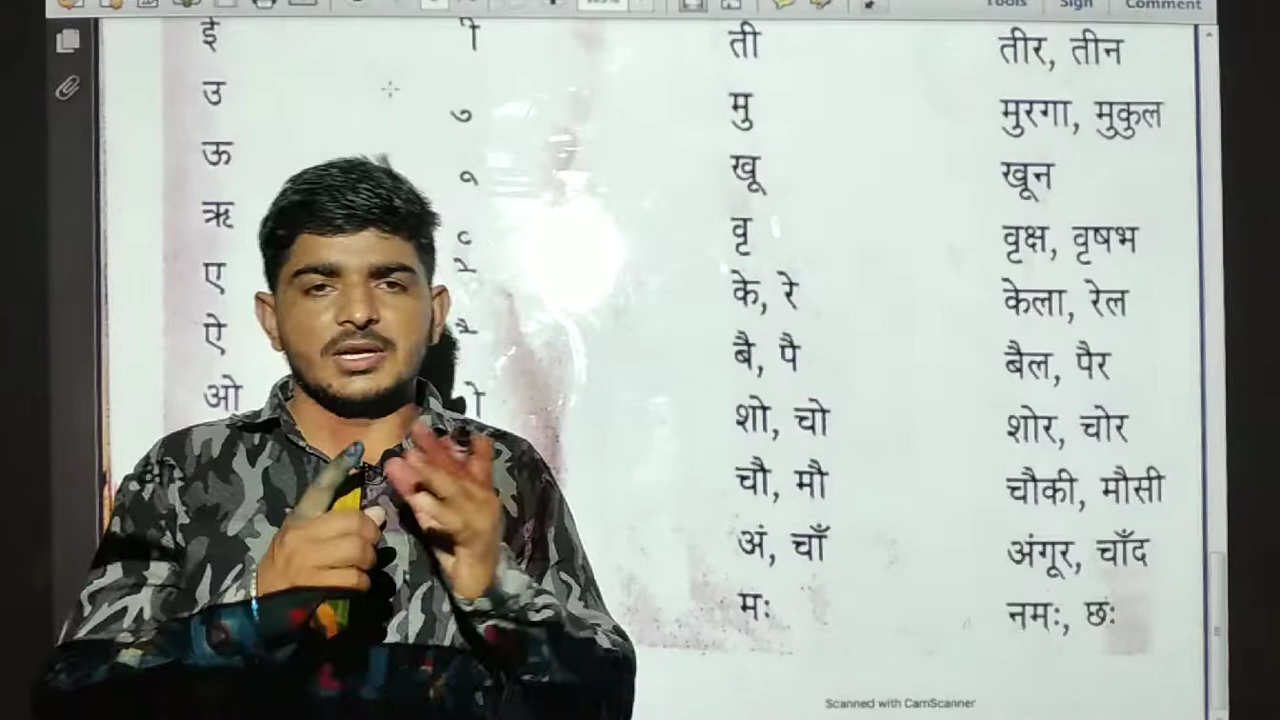 Tools Sign Comment
ई ी ती तीर, तीन
उ ु मु मुरगा, मुकुल
ऊ ू खू खून
ऋ ृ वृ वृक्ष, वृषभ
ए े के, रे केला, रेल
ऐ ै बै, पै बैल, पैर
ओ ो शो, चो शोर, चोर
चौ, मौ चौकी, मौसी
अं, चाँ अंगूर, चाँद
मः नमः, छः
Scanned with CamScanner